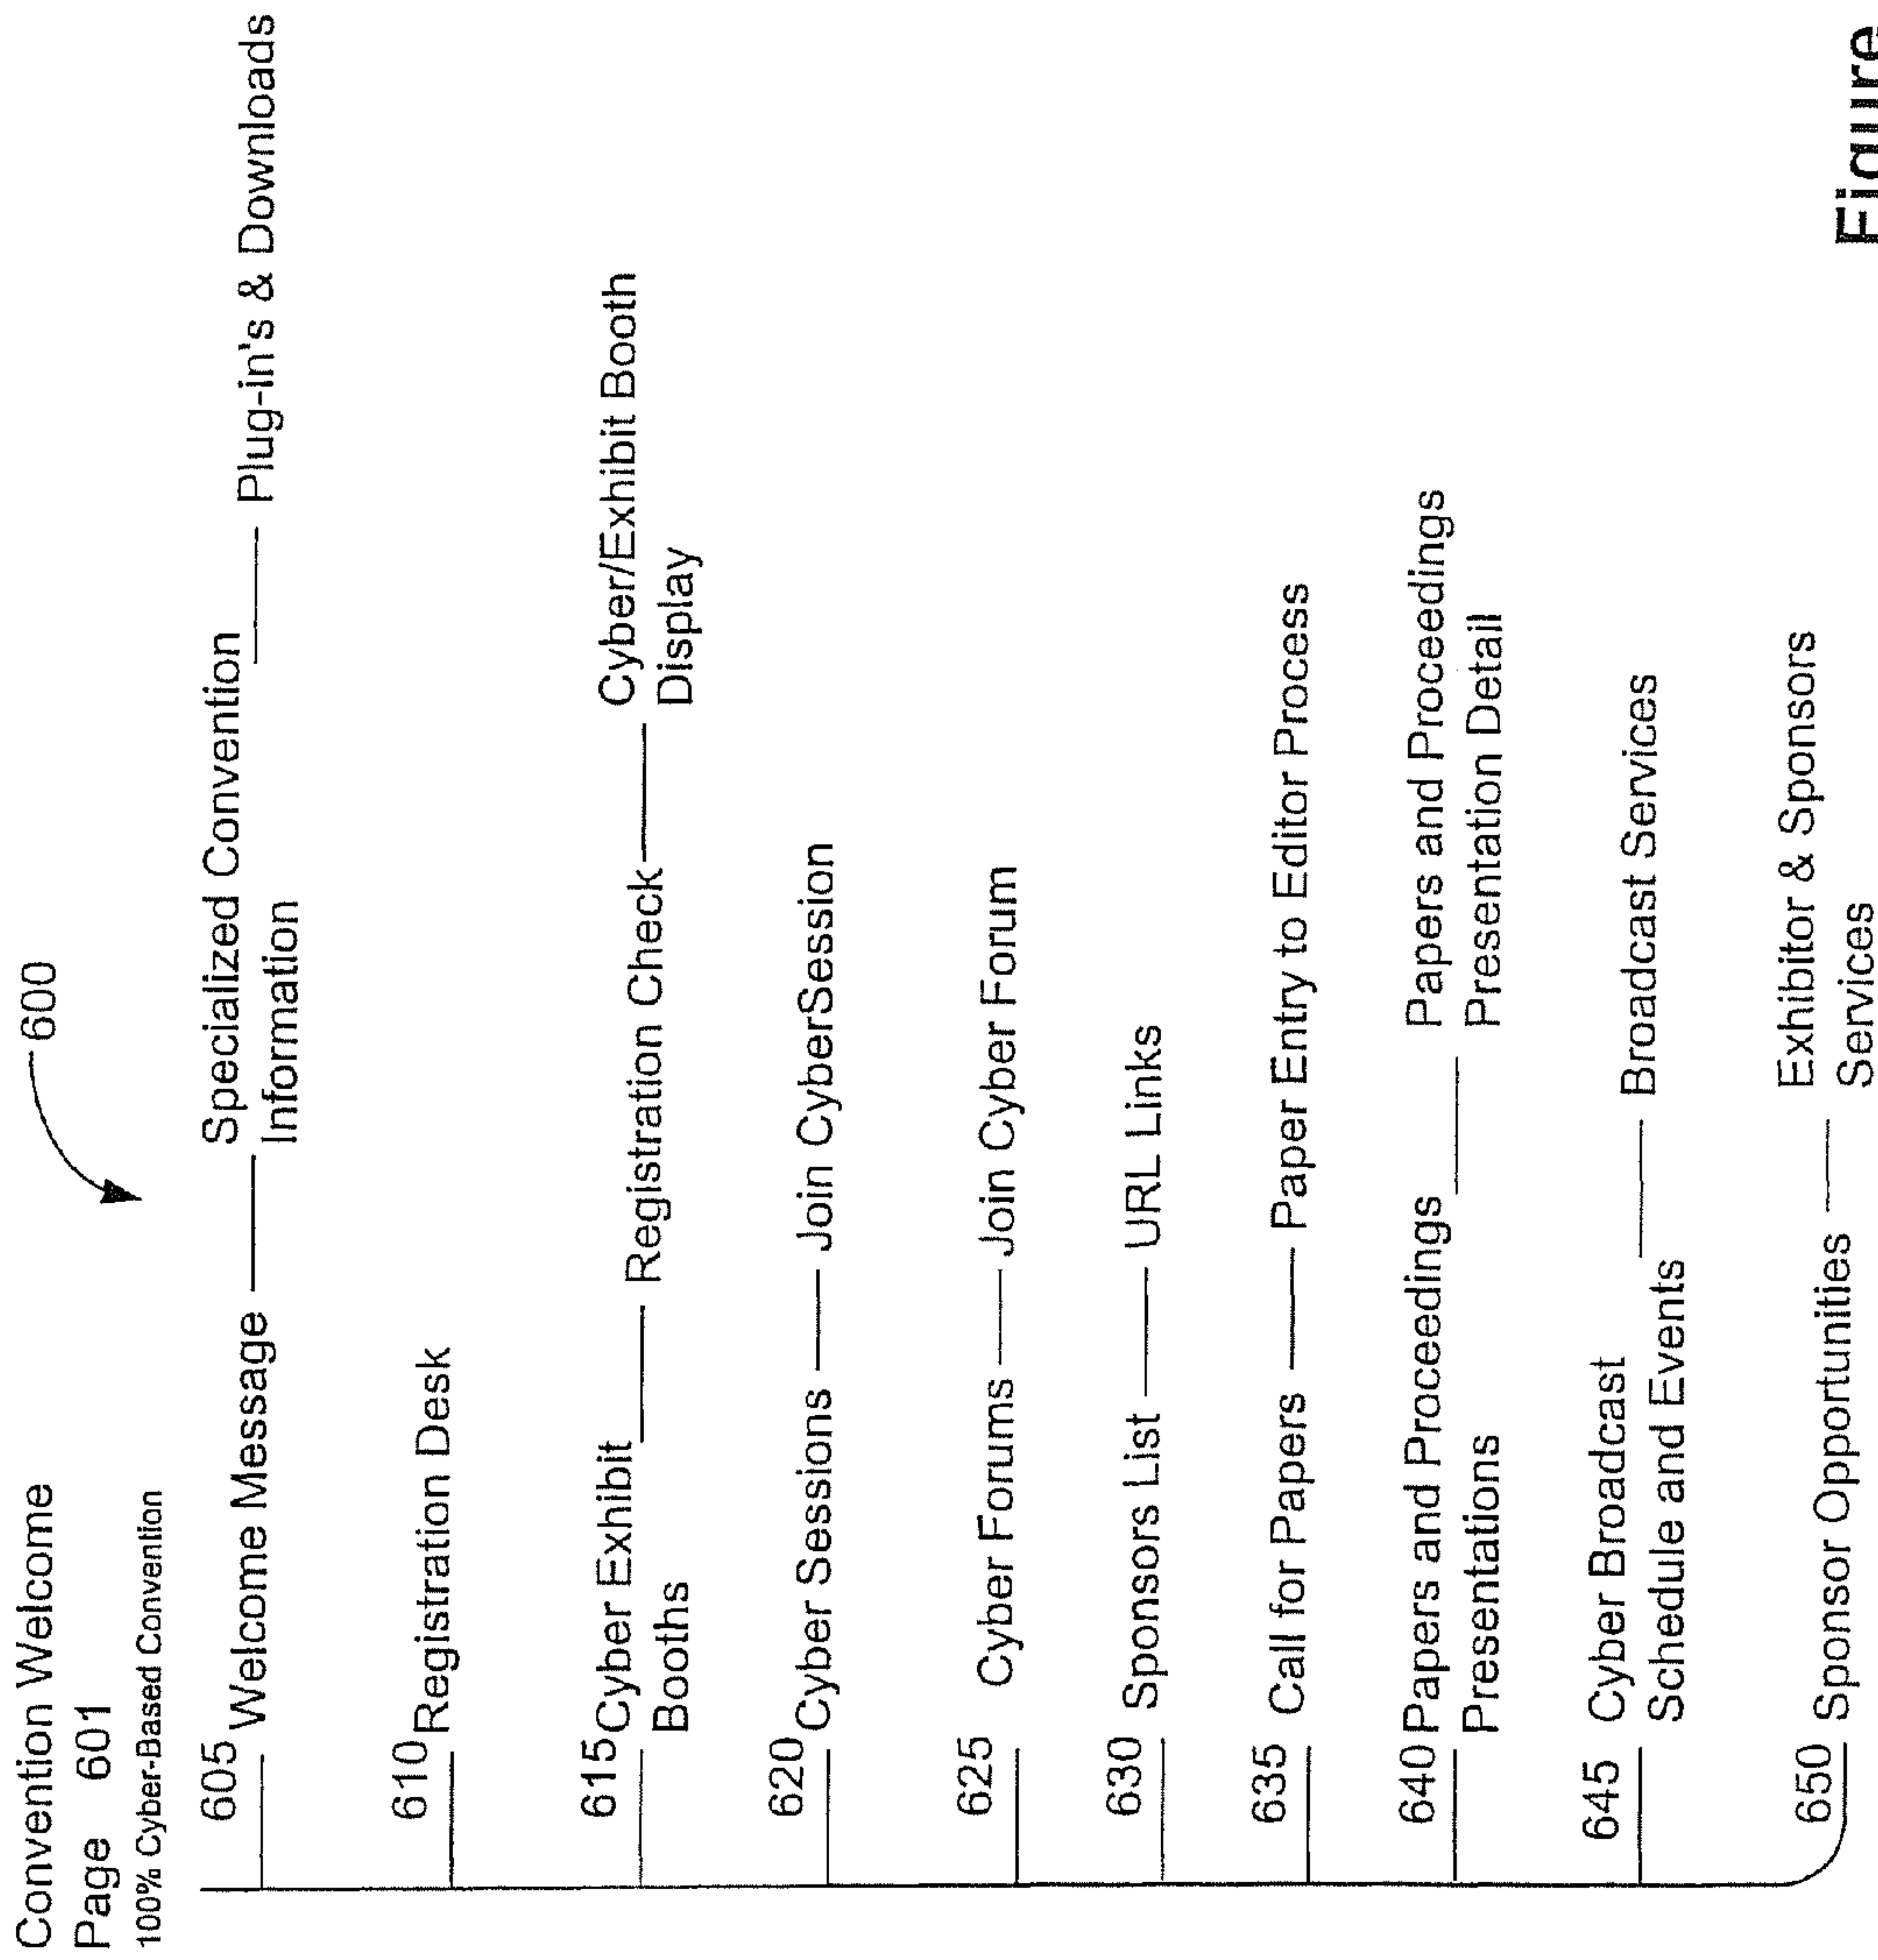 Convention Welcome
Page 601
100% Cyber-Based Convention
600
605 Welcome Message
Specialized Convention
Information
Plug-in's & Downloads
610 Registration Desk
615 Cyber Exhibit
Booths
Registration Check
Cyber/Exhibit Booth
Display
620 Cyber Sessions
Join CyberSession
625 Cyber Forums
Join Cyber Forum
630 Sponsors List
URL Links
635 Call for Papers
Paper Entry to Editor Process
640 Papers and Proceedings
Presentations
Papers and Proceedings
Presentation Detail
645 Cyber Broadcast
Schedule and Events
Broadcast Services
650 Sponsor Opportunities
Exhibitor & Sponsors
Services
Figure